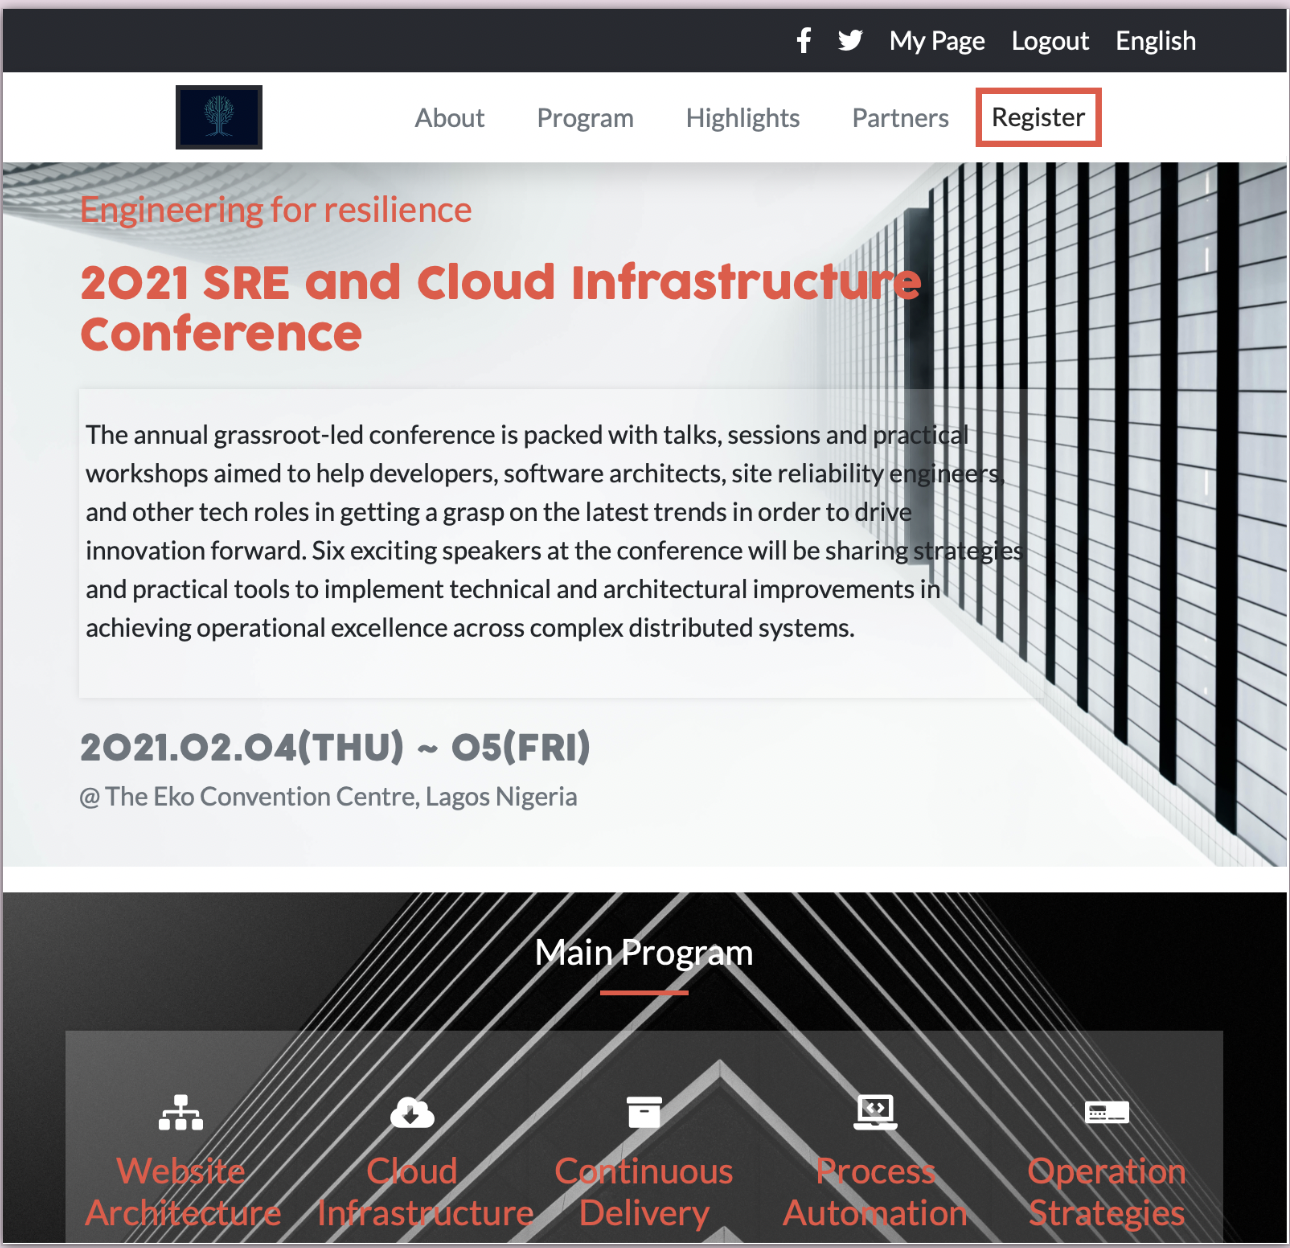 My Page Logout English
About Program Highlights Partners Register
Engineering for resilience
2021 SRE and Cloud Infrastructure
Conference
The annual grassroot-led conference is packed with talks, sessions and practical
workshops aimed to help developers, software architects, site reliability engineers,
and other tech roles in getting a grasp on the latest trends in order to drive
innovation forward. Six exciting speakers at the conference will be sharing strategies
and practical tools to implement technical and architectural improvements in
achieving operational excellence across complex distributed systems.
2021.02.04(THU) ~ 05(FRI)
@ The Eko Convention Centre, Lagos Nigeria
Main Program
Website
Architecture
Cloud
Infrastructure
Continuous
Delivery
Process
Automation
Operation
Strategies